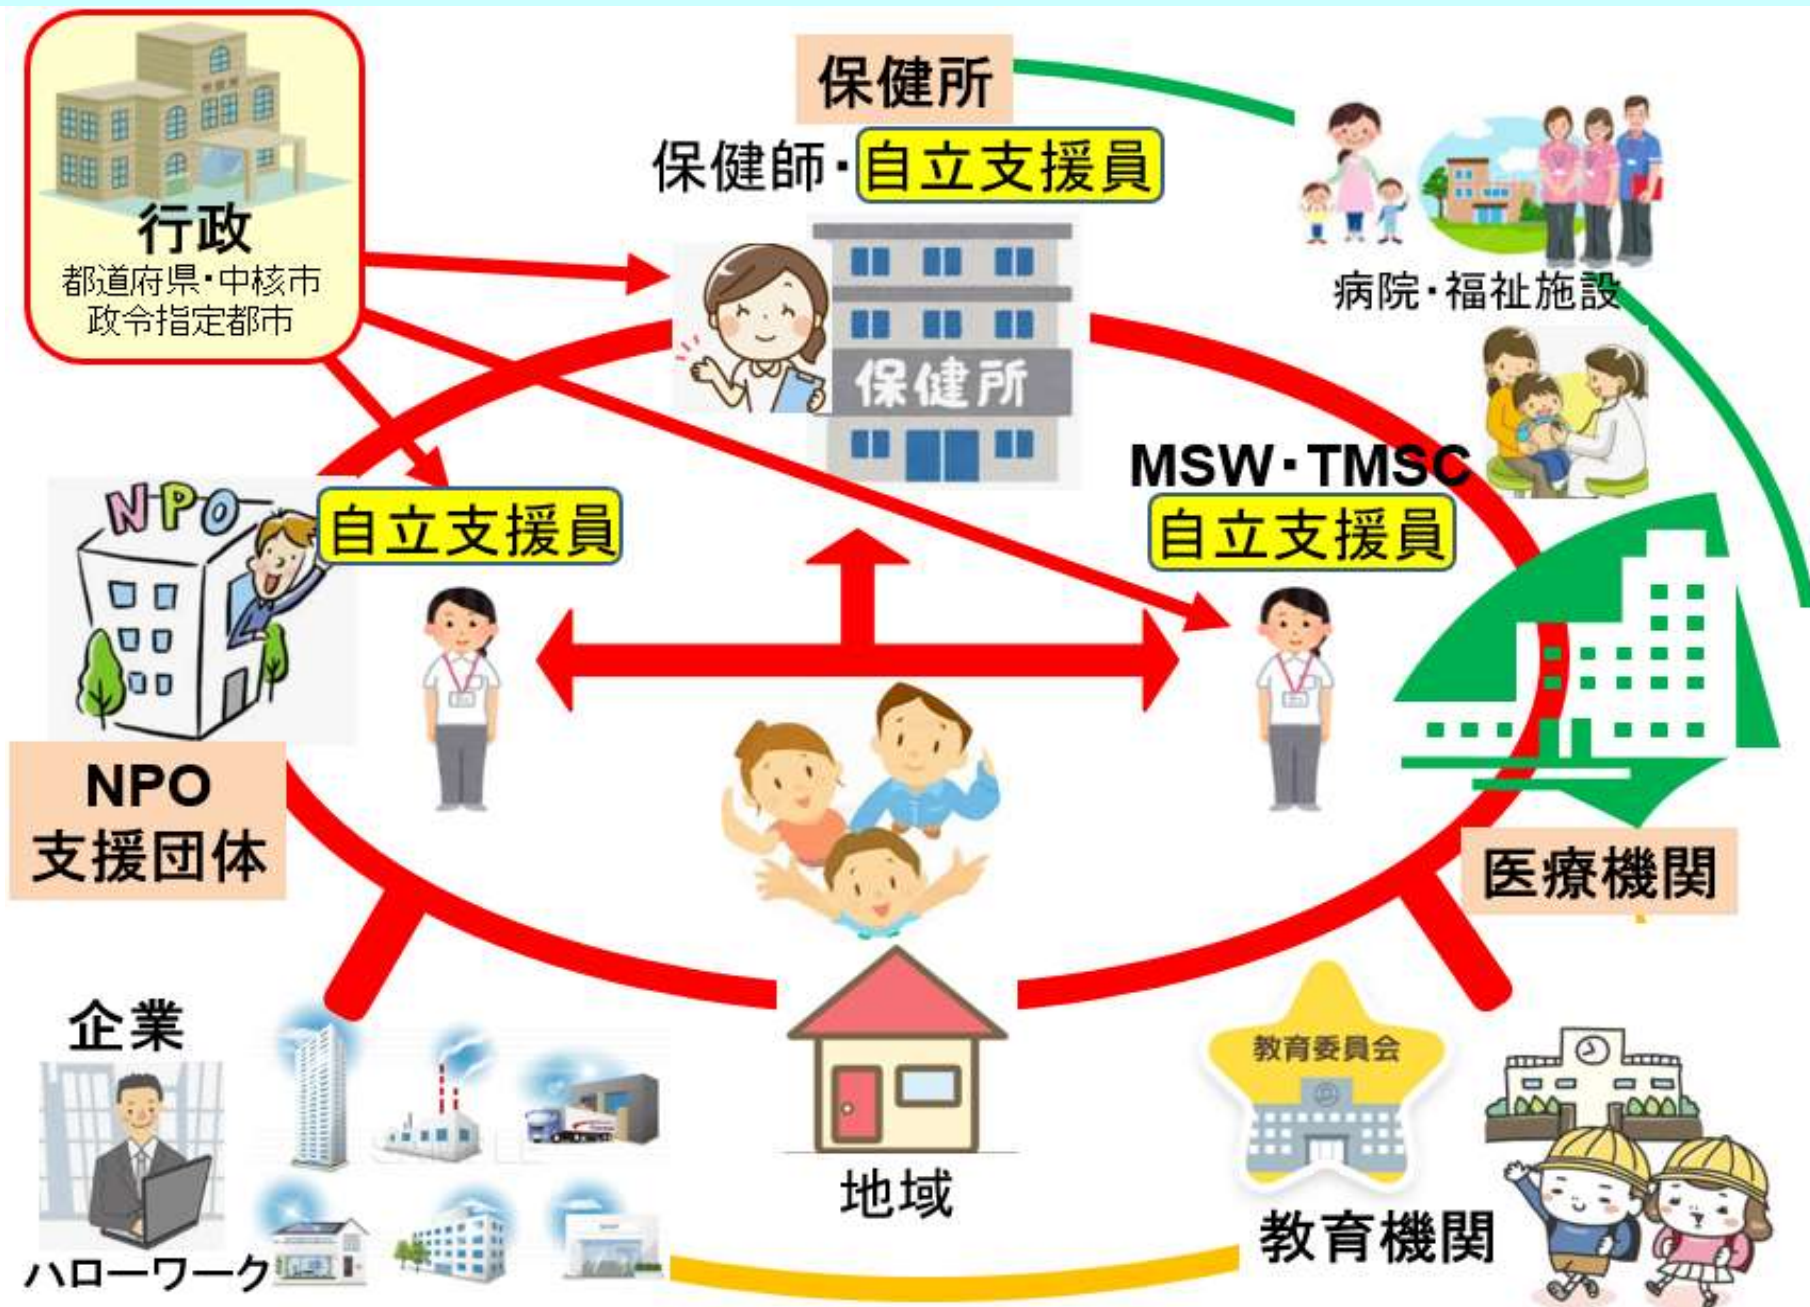 行政
都道府県・中核市
政令指定都市
保健所
保健師・自立支援員
保健所
病院・福祉施設
MSW・TMSC
自立支援員
NPO
自立支援員
NPO
支援団体
医療機関
企業
ハローワーク
地域
教育委員会
教育機関